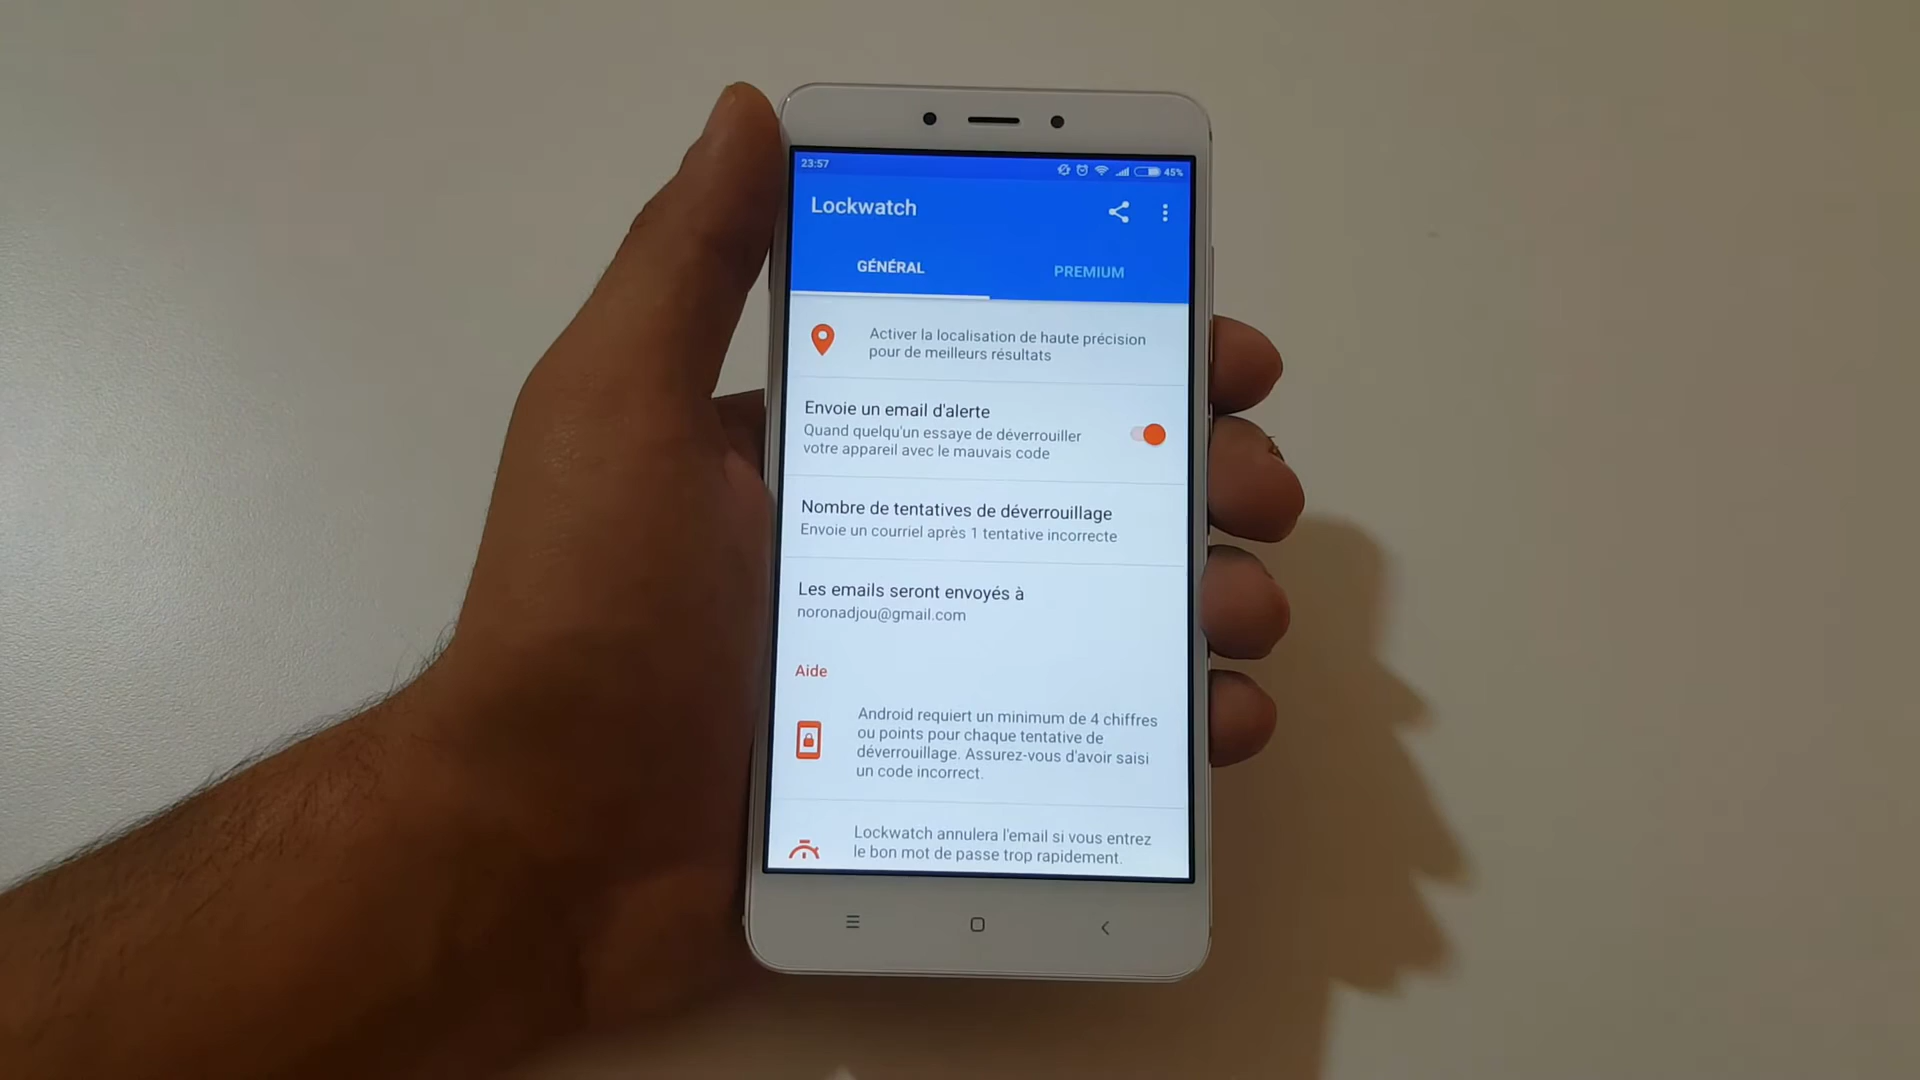 23:57
45%
Lockwatch
GÉNÉRAL
PREMIUM
Activer la localisation de haute précision
pour de meilleurs résultats
Envoie un email d'alerte
Quand quelqu'un essaye de déverrouiller
votre appareil avec le mauvais code
Nombre de tentatives de déverrouillage
Envoie un courriel après 1 tentative incorrecte
Les emails seront envoyés à
noronadjou@gmail.com
Aide
Android requiert un minimum de 4 chiffres
ou points pour chaque tentative de
déverrouillage. Assurez-vous d'avoir saisi
un code incorrect.
Lockwatch annulera l'email si vous entrez
le bon mot de passe trop rapidement.